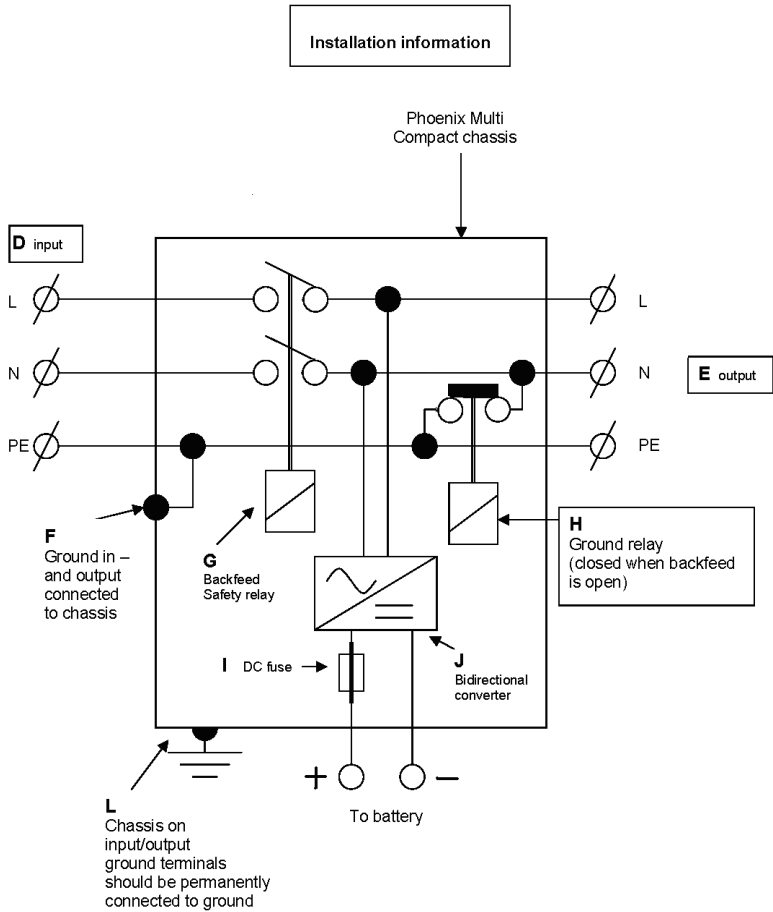 Installation information
Phoenix Multi
Compact chassis
D input
L
L
N
N
E output
PE
PE
F
Ground in –
and output
connected
to chassis
G
Backfeed
Safety relay
H
Ground relay
(closed when backfeed
is open)
I DC fuse
J
Bidirectional
converter
+
–
To battery
L
Chassis on
input/output
ground terminals
should be permanently
connected to ground